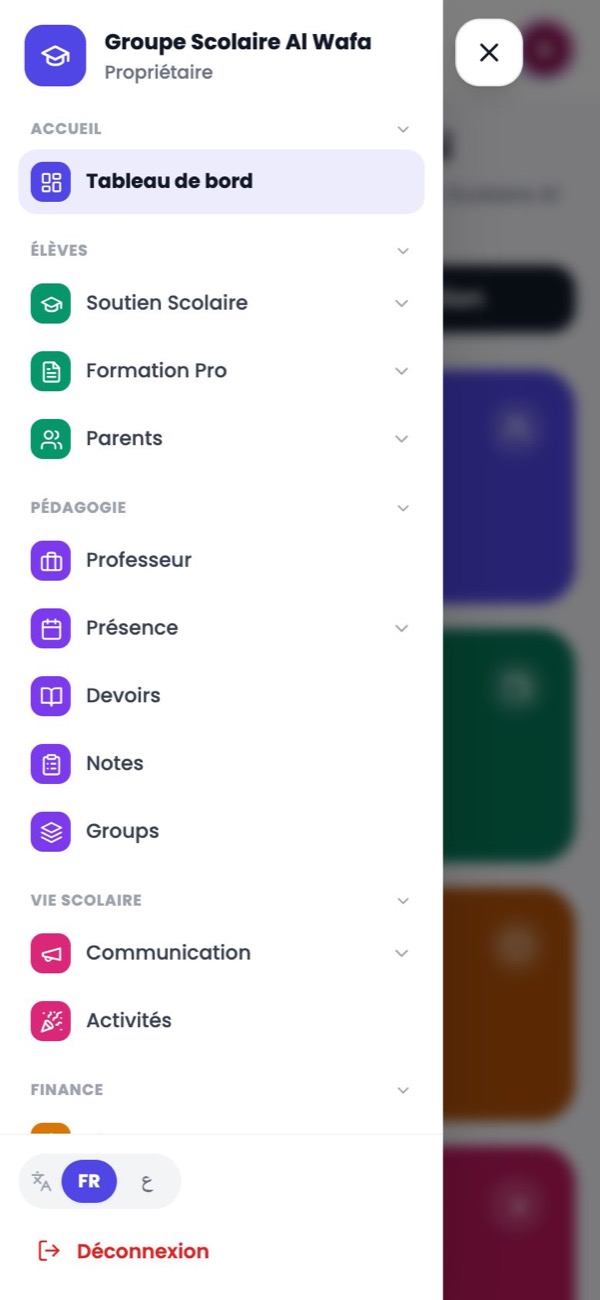 Groupe Scolaire Al Wafa
Propriétaire
ACCUEIL
Tableau de bord
ÉLÈVES
Soutien Scolaire
Formation Pro
Parents
PÉDAGOGIE
Professeur
Présence
Devoirs
Notes
Groups
VIE SCOLAIRE
Communication
Activités
FINANCE
FR ع
Déconnexion